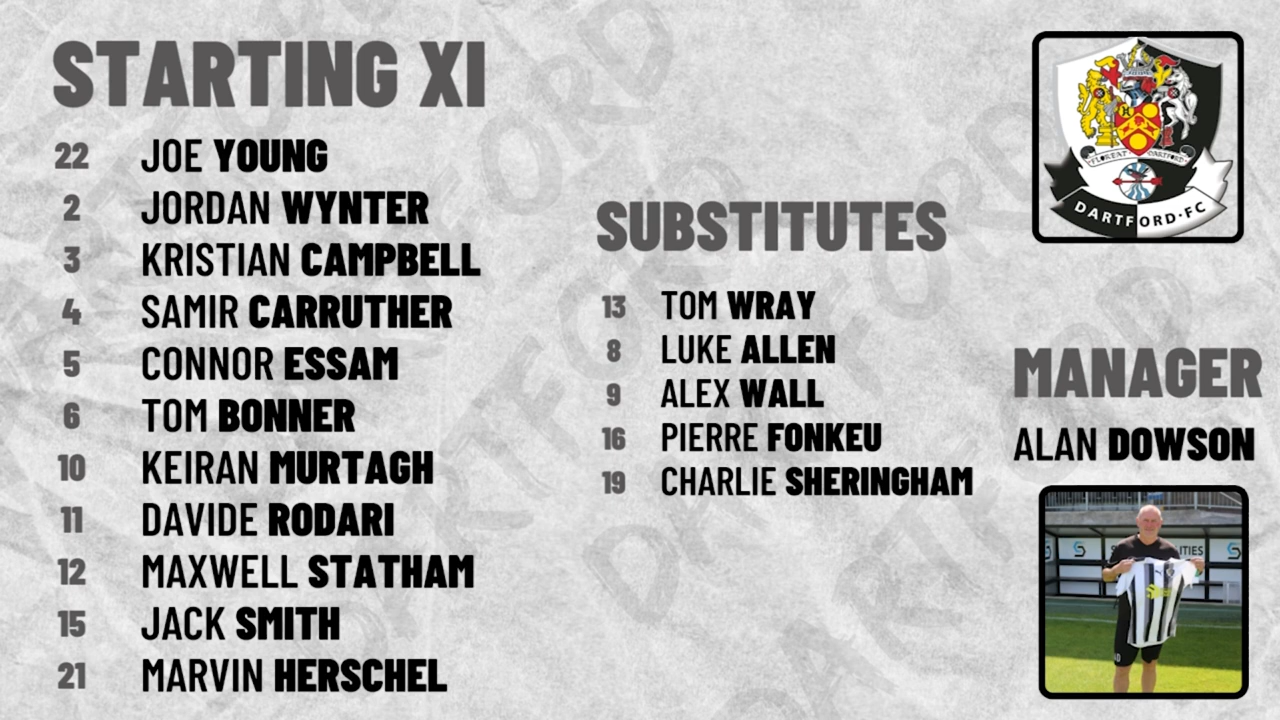 STARTING XI
22 JOE YOUNG
2 JORDAN WYNTER
3 KRISTIAN CAMPBELL
4 SAMIR CARRUTHER
5 CONNOR ESSAM
6 TOM BONNER
10 KEIRAN MURTAGH
11 DAVIDE RODARI
12 MAXWELL STATHAM
15 JACK SMITH
21 MARVIN HERSCHEL
SUBSTITUTES
13 TOM WRAY
8 LUKE ALLEN
9 ALEX WALL
16 PIERRE FONKEU
19 CHARLIE SHERINGHAM
FLOREAT DARTFORD
DARTFORD·FC
MANAGER
ALAN DOWSON